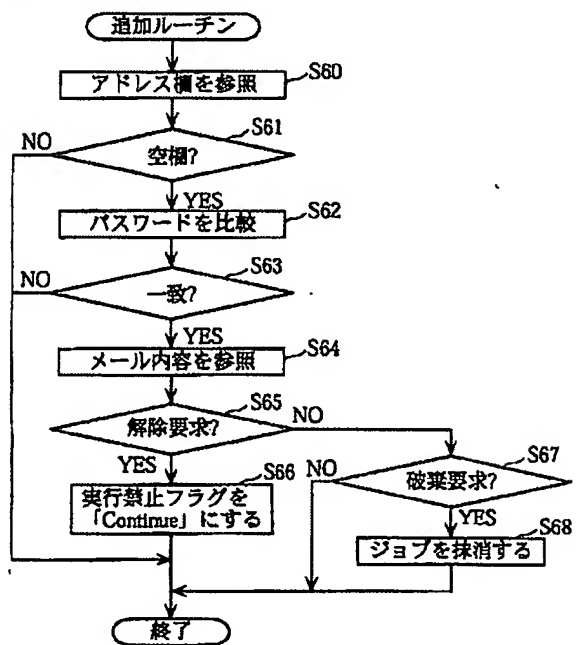 追加ルーチン
アドレス欄を参照
S60
S61
NO
空欄?
YES
パスワードを比較
S62
S63
NO
一致?
YES
メール内容を参照
S64
S65
解除要求?
NO
YES
S66
S67
NO
破棄要求?
実行禁止フラグを
「Continue」にする
YES
S68
ジョブを抹消する
終了